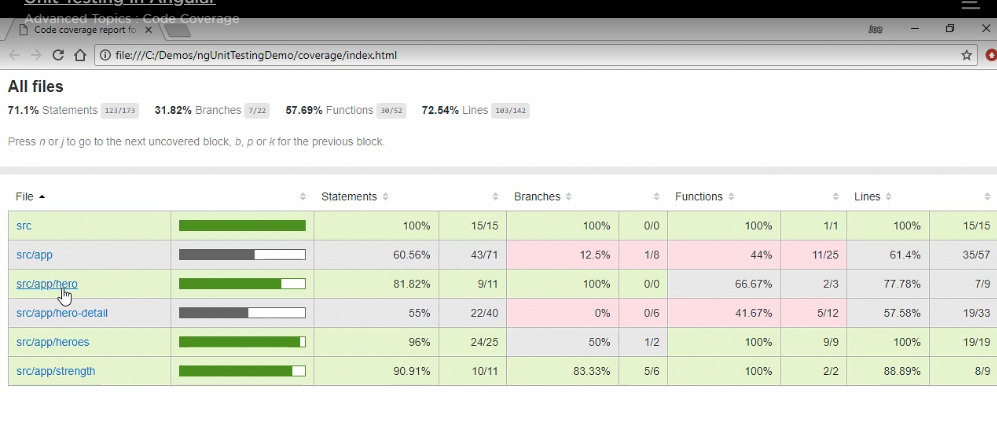 Unit Testing in Angular
Advanced Topics : Code Coverage
Code coverage report fo
file:///C:/Demos/ngUnitTestingDemo/coverage/index.html
All files
71.1% Statements 123/173 31.82% Branches 7/22 57.69% Functions 30/52 72.54% Lines 103/142
Press n or j to go to the next uncovered block, b, p or k for the previous block.
File Statements Branches Functions Lines
src 100% 15/15 100% 0/0 100% 1/1 100% 15/15
src/app 60.56% 43/71 12.5% 1/8 44% 11/25 61.4% 35/57
src/app/hero 81.82% 9/11 100% 0/0 66.67% 2/3 77.78% 7/9
src/app/hero-detail 55% 22/40 0% 0/6 41.67% 5/12 57.58% 19/33
src/app/heroes 96% 24/25 50% 1/2 100% 9/9 100% 19/19
src/app/strength 90.91% 10/11 83.33% 5/6 100% 2/2 88.89% 8/9